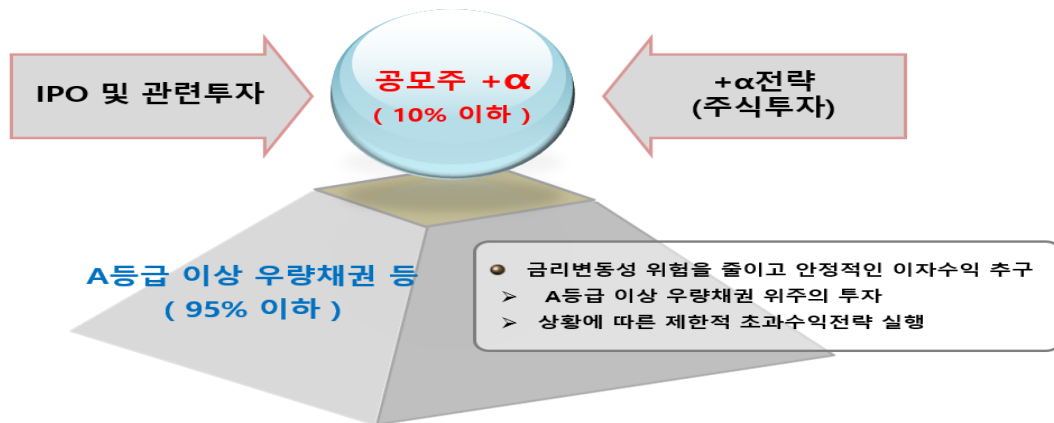 IPO 및 관련투자
공모주 +α
( 10% 이하 )
+α전략
(주식투자)
A등급 이상 우량채권 등
( 95% 이하 )
금리변동성 위험을 줄이고 안정적인 이자수익 추구
➢ A등급 이상 우량채권 위주의 투자
➢ 상황에 따른 제한적 초과수익전략 실행